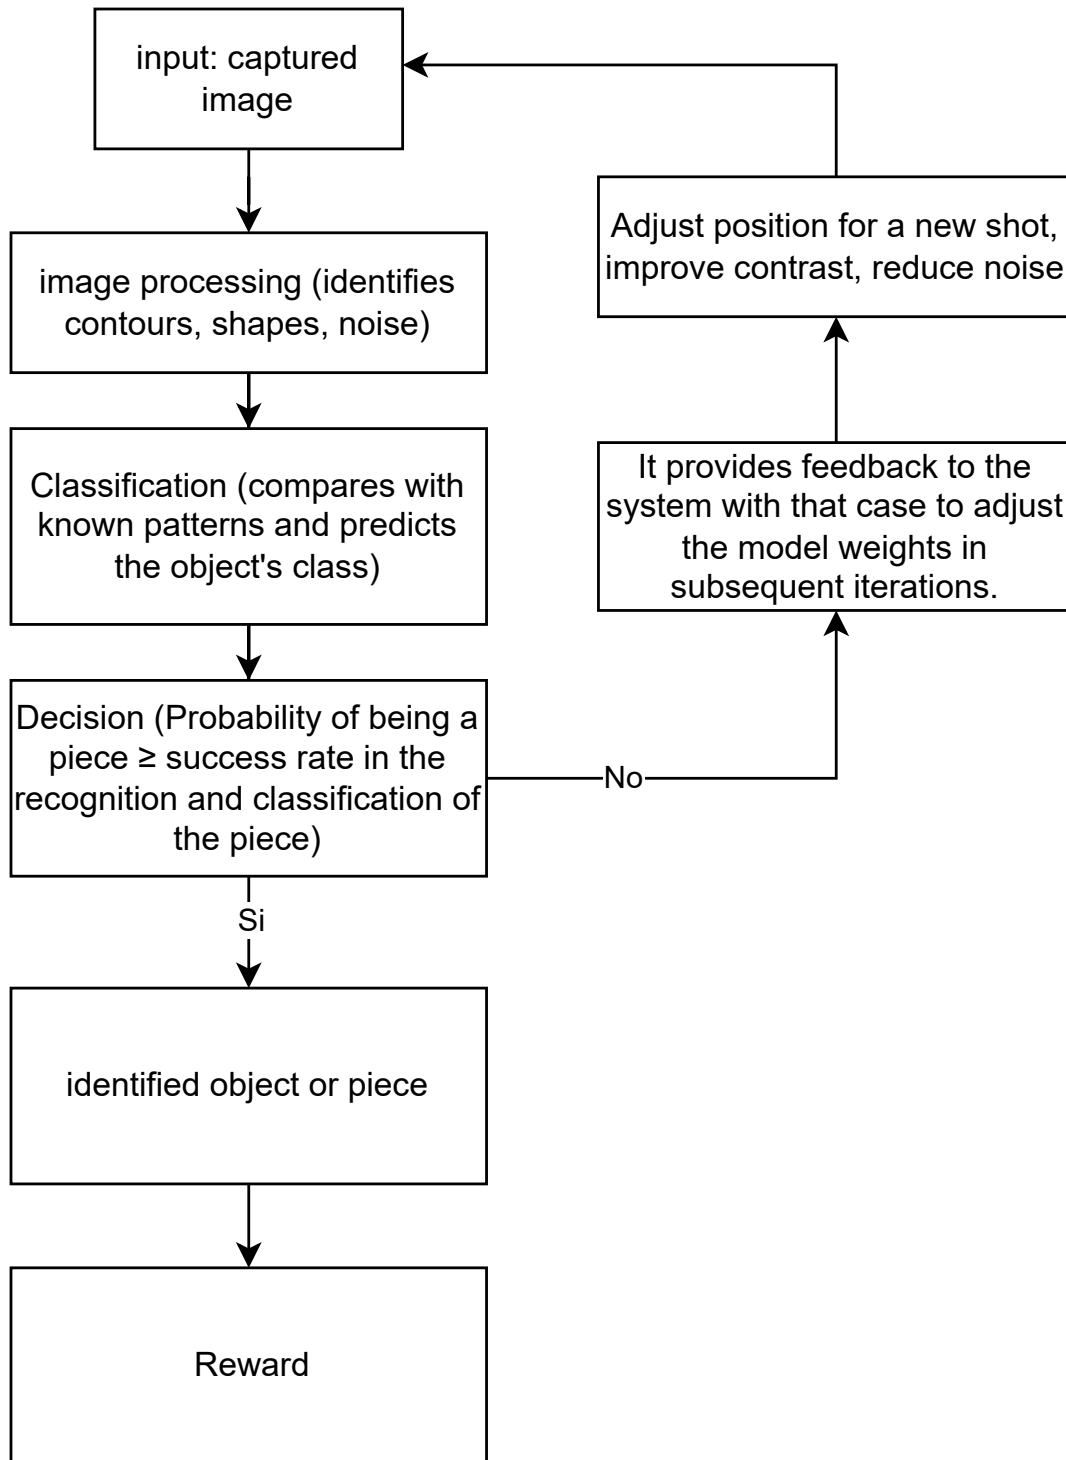 input: captured
image
image processing (identifies
contours, shapes, noise)
Classification (compares with
known patterns and predicts
the object's class)
Decision (Probability of being a
piece ≥ success rate in the
recognition and classification of
the piece)
No
It provides feedback to the
system with that case to adjust
the model weights in
subsequent iterations.
Adjust position for a new shot,
improve contrast, reduce noise
Si
identified object or piece
Reward